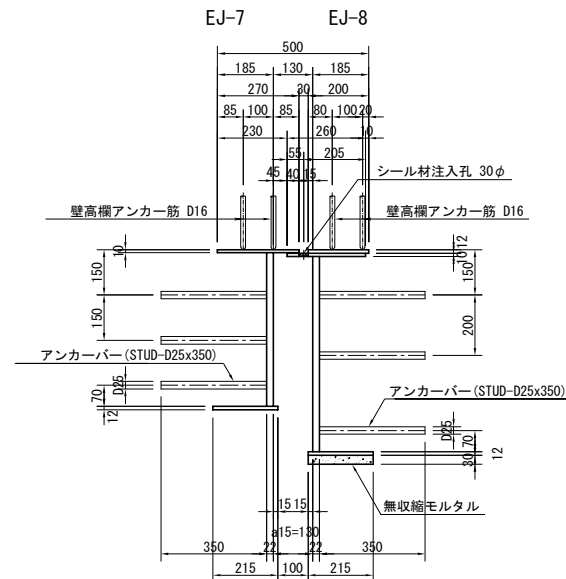 EJ-7 EJ-8
500
185 130 185
270 30 200
85 100 85 80 100 20
230 260 10
55 205
45 40 15
シール材注入孔 30φ
壁高欄アンカー筋 D16 壁高欄アンカー筋 D16
10 12
10
150 150
150 200
アンカーバー(STUD-D25x350)
D25
70
12
アンカーバー(STUD-D25x350)
D25
70
12
30
無収縮モルタル
15 15
a15=130
350 22 22 350
215 100 215